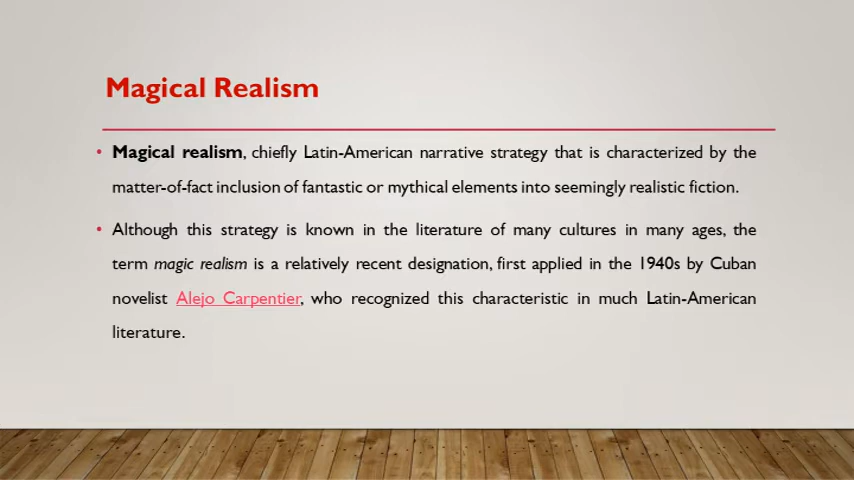 Magical Realism
• Magical realism, chiefly Latin-American narrative strategy that is characterized by the
matter-of-fact inclusion of fantastic or mythical elements into seemingly realistic fiction.
• Although this strategy is known in the literature of many cultures in many ages, the
term magic realism is a relatively recent designation, first applied in the 1940s by Cuban
novelist Alejo Carpentier, who recognized this characteristic in much Latin-American
literature.